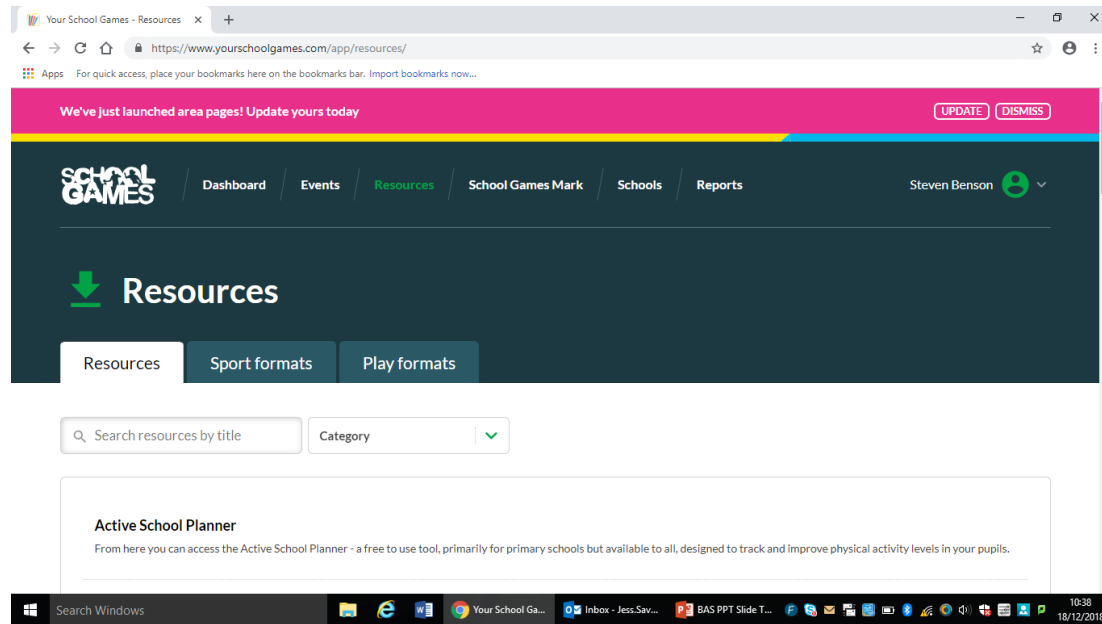 Your School Games - Resources
https://www.yourschoolgames.com/app/resources/
Apps For quick access, place your bookmarks here on the bookmarks bar. Import bookmarks now...
We've just launched area pages! Update yours today UPDATE DISMISS
SCHOOL
GAMES
Dashboard Events Resources School Games Mark Schools Reports Steven Benson
Resources
Resources Sport formats Play formats
Search resources by title Category
Active School Planner
From here you can access the Active School Planner - a free to use tool, primarily for primary schools but available to all, designed to track and improve physical activity levels in your pupils.
Search Windows Your School Ga... Inbox - Jess.Sav... BAS PPT Slide T... 10:38
18/12/2018